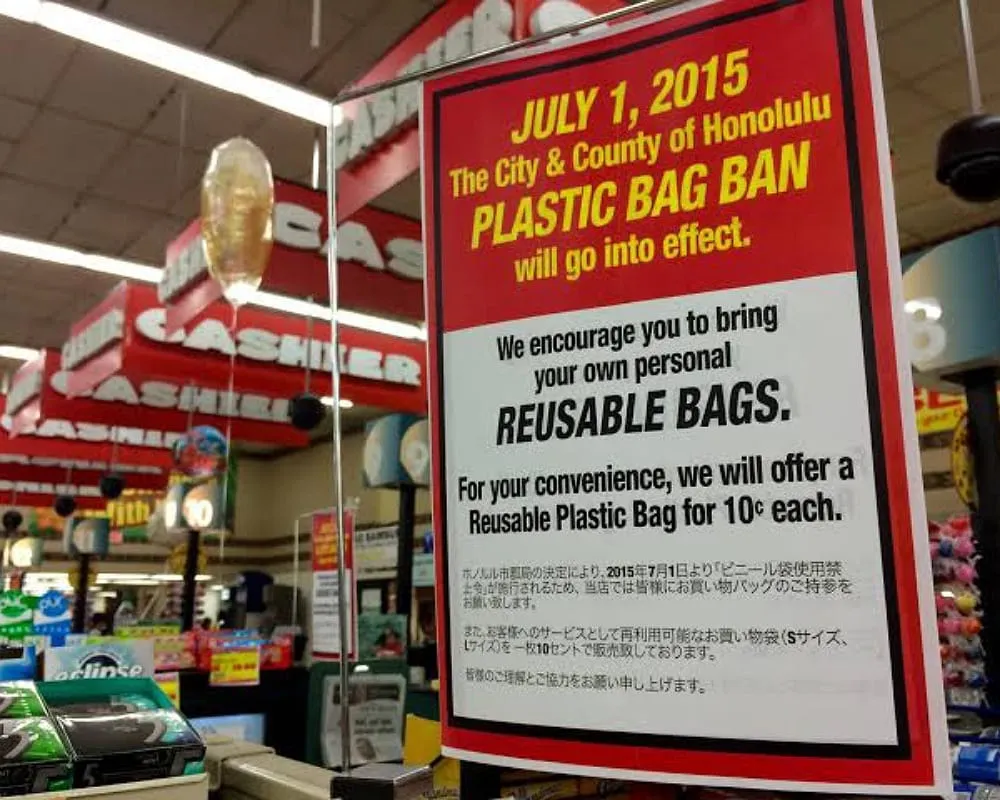 JULY 1, 2015
The City & County of Honolulu
PLASTIC BAG BAN
will go into effect.
We encourage you to bring
your own personal
REUSABLE BAGS.
For your convenience, we will offer a
Reusable Plastic Bag for 10¢ each.
ホノルル市郡局の決定により、2015年7月1日より「ビニール袋使用禁
止令」が施行されるため、当店では皆様にお買い物バッグのご持参を
お願い致します。
また、お客様へのサービスとして再利用可能なお買い物袋(Sサイズ、
Lサイズ)を一枚10セントで販売致しております。
皆様のご理解とご協力をお願い申し上げます。
CASHIER
CAS
CASHIER
CASHIER
CASHIER
CASHIER
8
10
eclipse
5